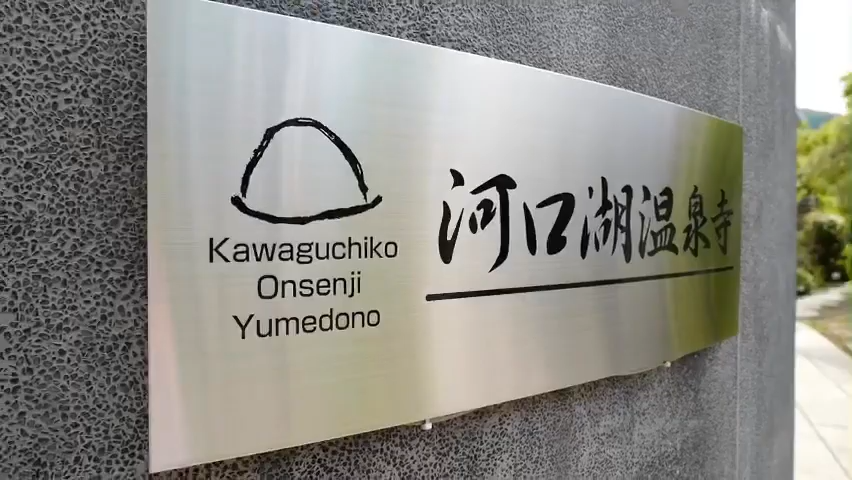 Kawaguchiko
Onsenji
Yumedono
河口湖温泉寺